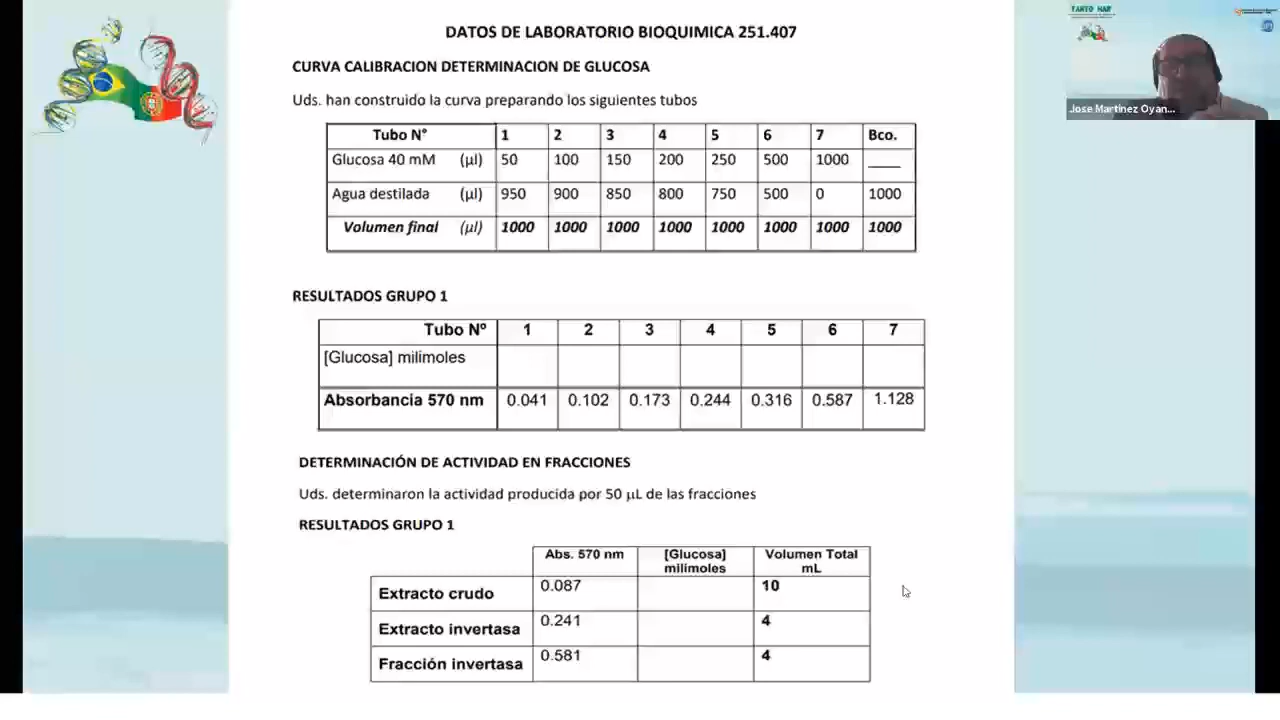 TANTO MAR
Jose Martinez Oyan...
DATOS DE LABORATORIO BIOQUIMICA 251.407
CURVA CALIBRACION DETERMINACION DE GLUCOSA
Uds. han construido la curva preparando los siguientes tubos
Tubo N° 1 2 3 4 5 6 7 Bco.
Glucosa 40 mM (µl) 50 100 150 200 250 500 1000 ____
Agua destilada (µl) 950 900 850 800 750 500 0 1000
Volumen final (µl) 1000 1000 1000 1000 1000 1000 1000 1000
RESULTADOS GRUPO 1
Tubo Nº 1 2 3 4 5 6 7
[Glucosa] milimoles
Absorbancia 570 nm 0.041 0.102 0.173 0.244 0.316 0.587 1.128
DETERMINACIÓN DE ACTIVIDAD EN FRACCIONES
Uds. determinaron la actividad producida por 50 µL de las fracciones
RESULTADOS GRUPO 1
Abs. 570 nm [Glucosa] milimoles Volumen Total mL
Extracto crudo 0.087 10
Extracto invertasa 0.241 4
Fracción invertasa 0.581 4